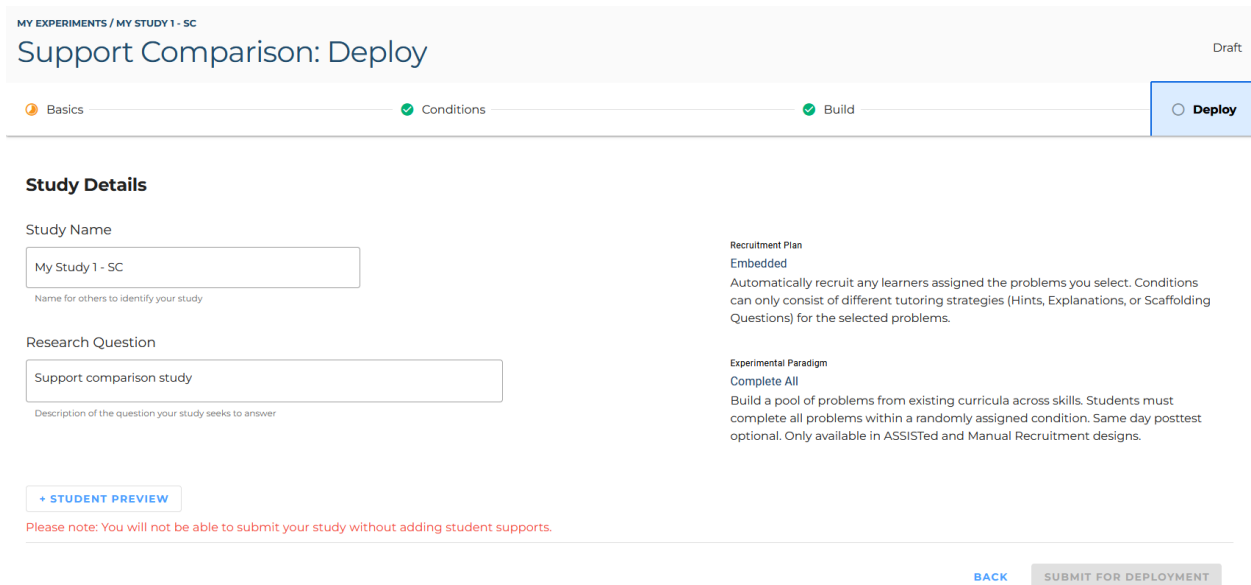 MY EXPERIMENTS / MY STUDY 1 - SC
Support Comparison: Deploy
Draft
Basics
Conditions
Build
Deploy
Study Details
Study Name
My Study 1 - SC
Name for others to identify your study
Research Question
Support comparison study
Description of the question your study seeks to answer
Recruitment Plan
Embedded
Automatically recruit any learners assigned the problems you select. Conditions
can only consist of different tutoring strategies (Hints, Explanations, or Scaffolding
Questions) for the selected problems.
Experimental Paradigm
Complete All
Build a pool of problems from existing curricula across skills. Students must
complete all problems within a randomly assigned condition. Same day posttest
optional. Only available in ASSISTed and Manual Recruitment designs.
+ STUDENT PREVIEW
Please note: You will not be able to submit your study without adding student supports.
BACK
SUBMIT FOR DEPLOYMENT